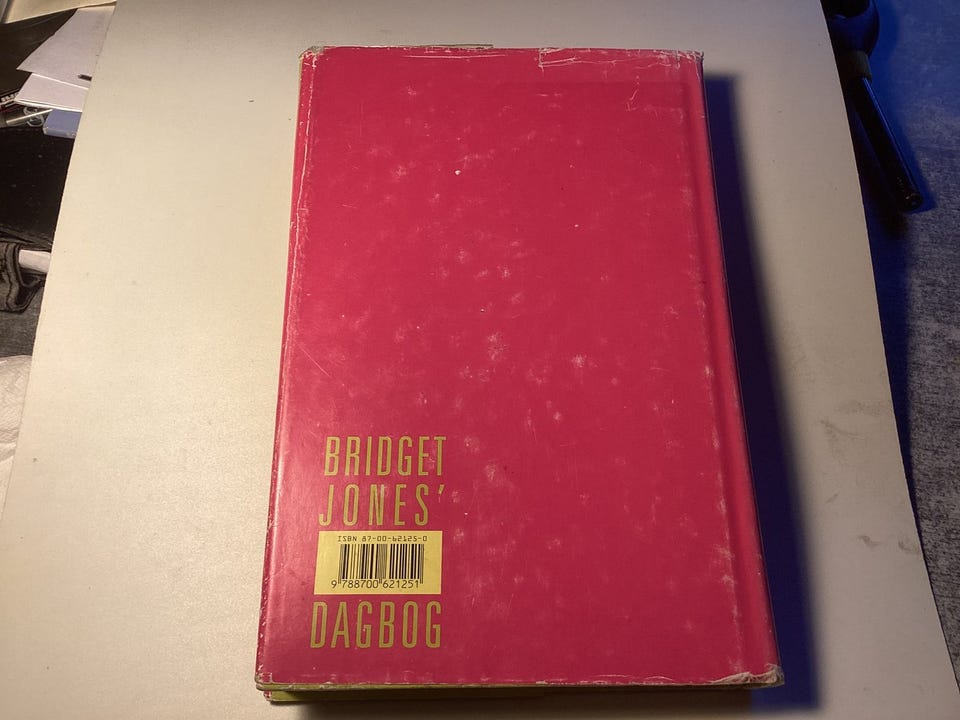 BRIDGET
JONES'
ISBN 87-00-62125-0
9 788700 621251
DAGBOG